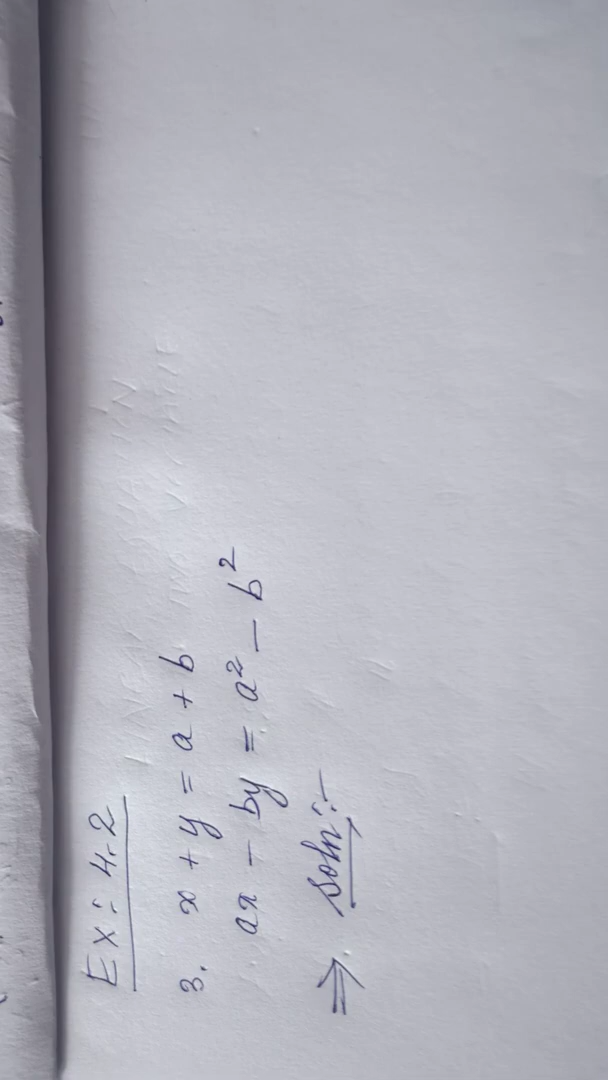 Ex:- 4.2
3. x + y = a + b
ax - by = a² - b²
⇒ Soln:-